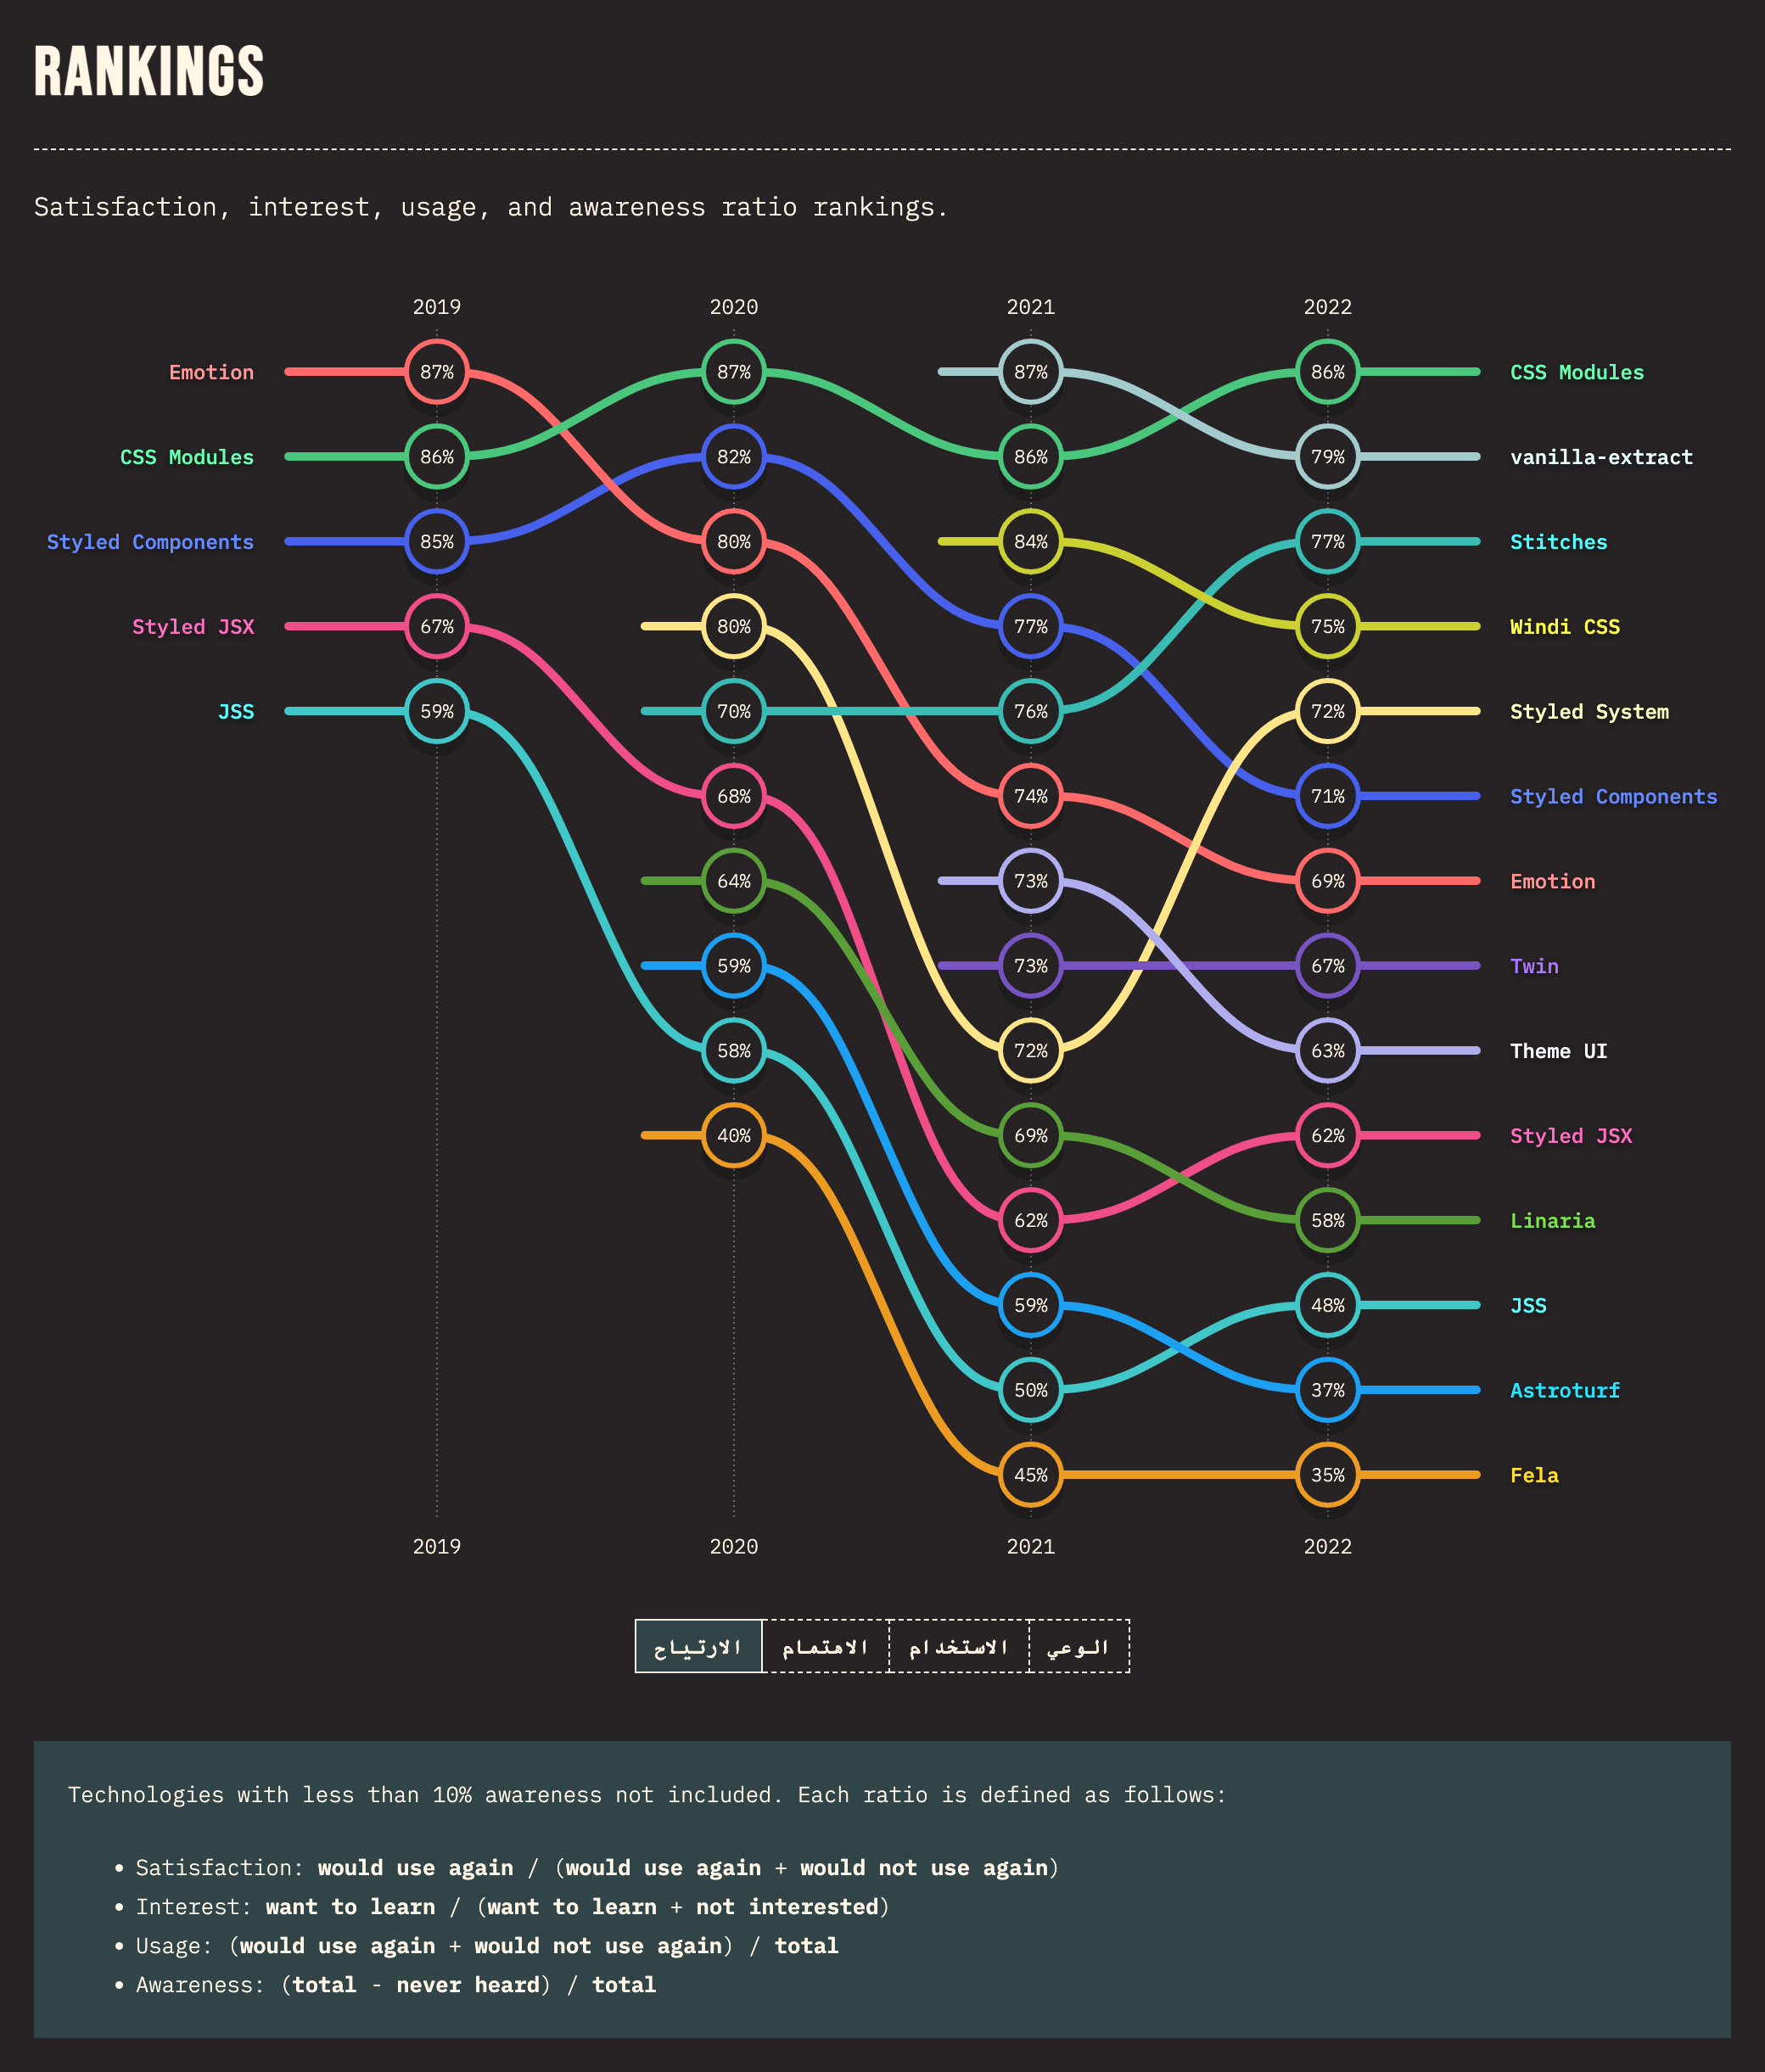 RANKINGS
Satisfaction, interest, usage, and awareness ratio rankings.
2019 2020 2021 2022
Emotion 87% 87% 87% 86% CSS Modules
CSS Modules 86% 82% 86% 79% vanilla-extract
Styled Components 85% 80% 84% 77% Stitches
Styled JSX 67% 80% 77% 75% Windi CSS
JSS 59% 70% 76% 72% Styled System
68% 74% 71% Styled Components
64% 73% 69% Emotion
59% 73% 67% Twin
58% 72% 63% Theme UI
40% 69% 62% Styled JSX
62% 58% Linaria
59% 48% JSS
50% 37% Astroturf
45% 35% Fela
2019 2020 2021 2022
الارتياح الاهتمام الاستخدام الوعي
Technologies with less than 10% awareness not included. Each ratio is defined as follows:
• Satisfaction: would use again / (would use again + would not use again)
• Interest: want to learn / (want to learn + not interested)
• Usage: (would use again + would not use again) / total
• Awareness: (total - never heard) / total